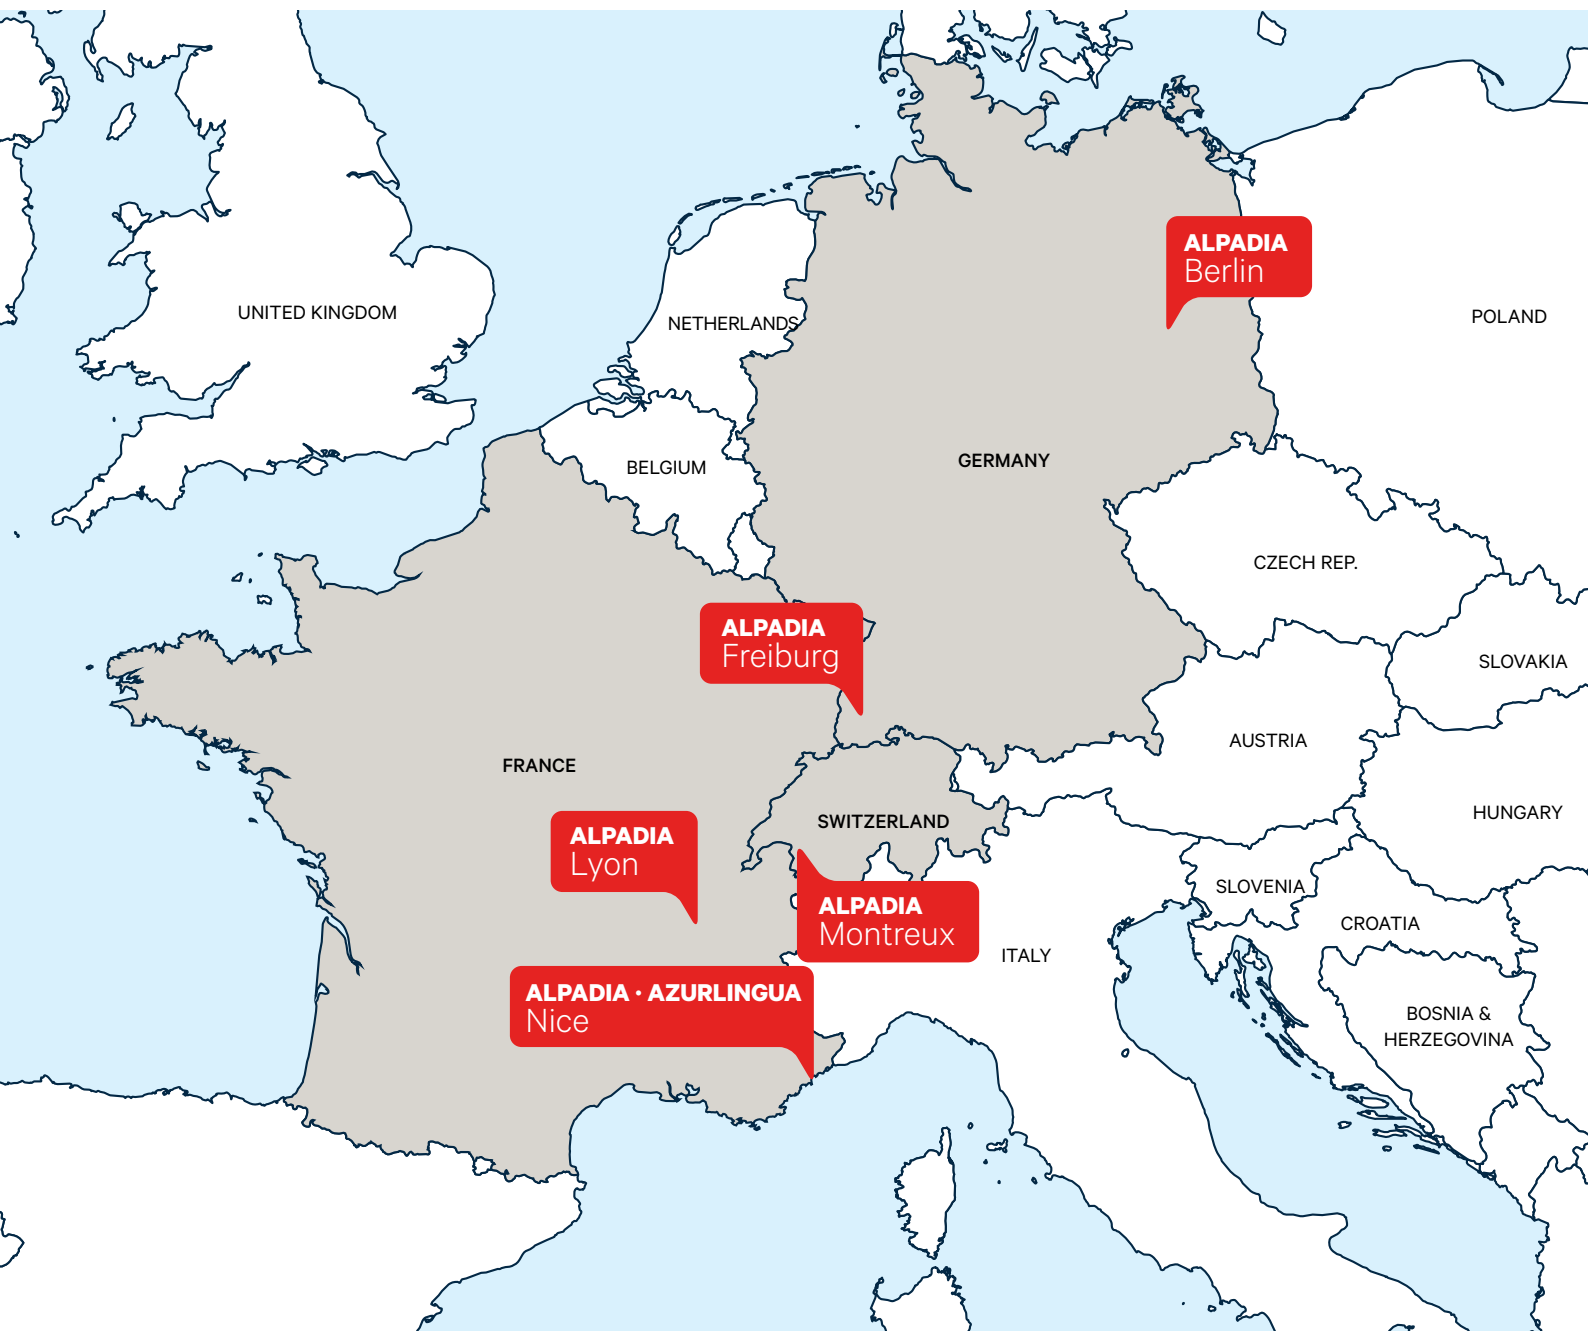 ALPADIA
Berlin
UNITED KINGDOM
NETHERLANDS
POLAND
BELGIUM
GERMANY
CZECH REP.
ALPADIA
Freiburg
SLOVAKIA
AUSTRIA
FRANCE
SWITZERLAND
HUNGARY
ALPADIA
Lyon
SLOVENIA
ALPADIA
Montreux
CROATIA
ITALY
ALPADIA · AZURLINGUA
Nice
BOSNIA &
HERZEGOVINA